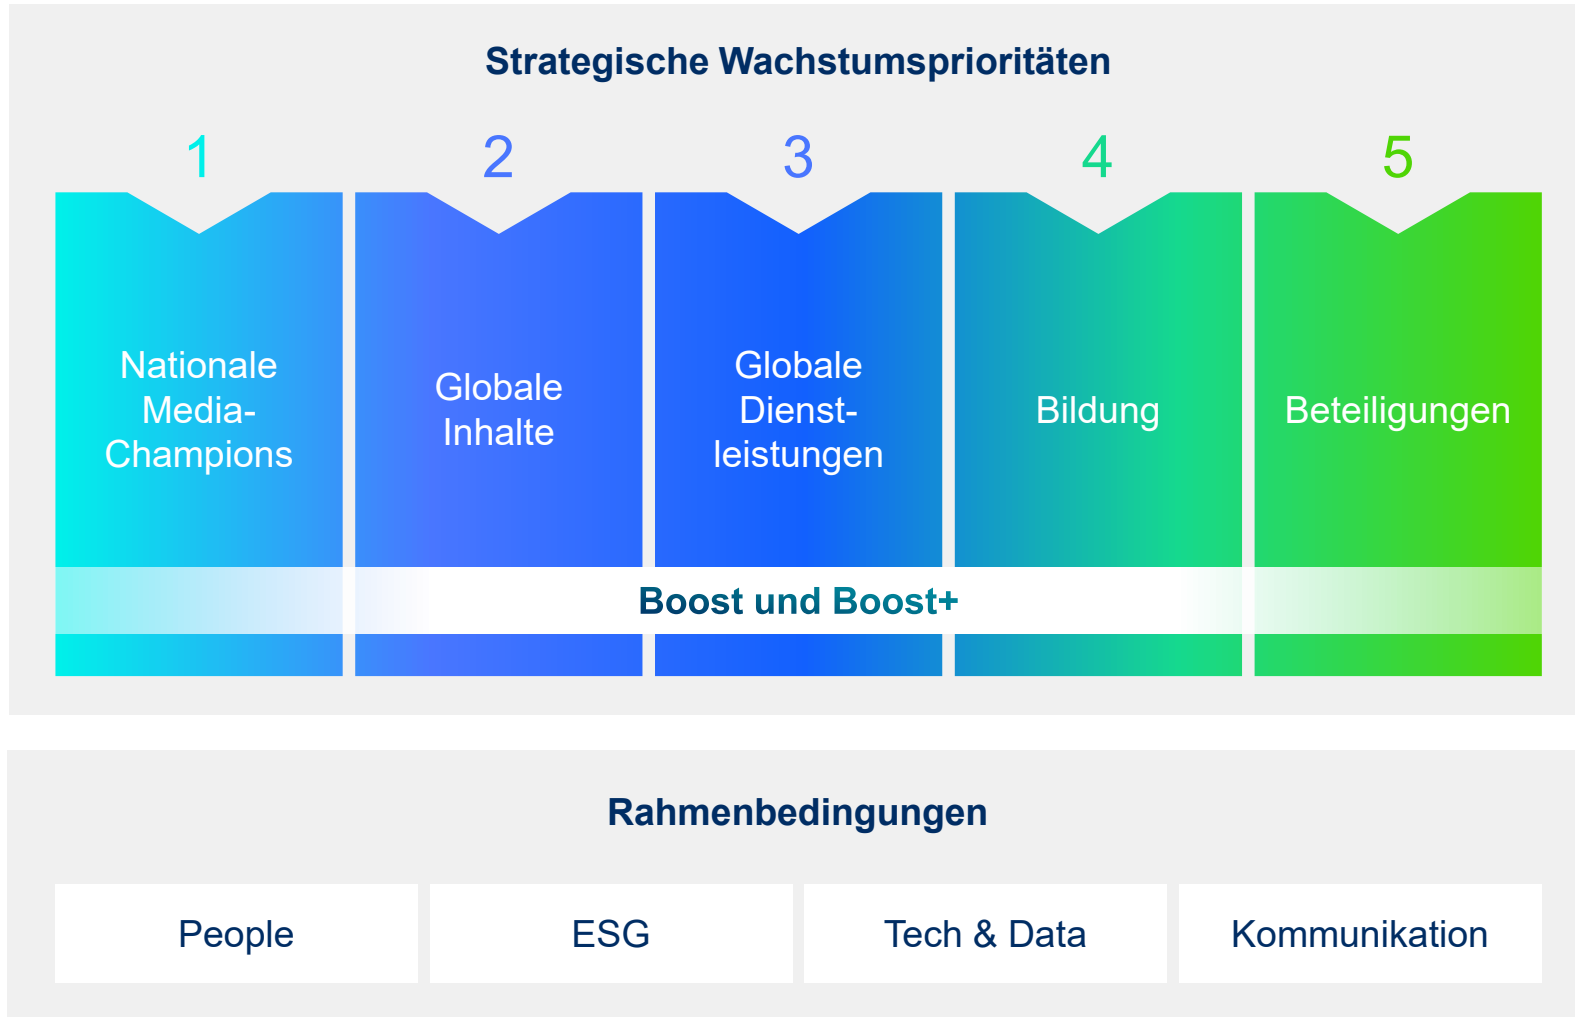 Strategische Wachstumsprioritäten
1
2
3
4
5
Nationale
Media-
Champions
Globale
Inhalte
Globale
Dienst-
leistungen
Bildung
Beteiligungen
Boost und Boost+
Rahmenbedingungen
People
ESG
Tech & Data
Kommunikation